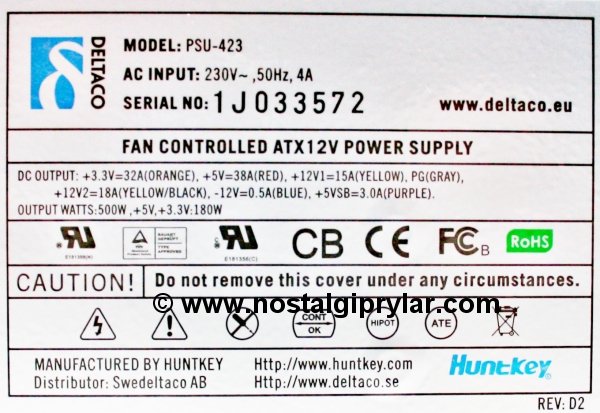 DELTACO
MODEL: PSU-423
AC INPUT: 230V~ ,50Hz, 4A
SERIAL NO: 1J033572
www.deltaco.eu
FAN CONTROLLED ATX12V POWER SUPPLY
DC OUTPUT: +3.3V=32A(ORANGE), +5V=38A(RED), +12V1=15A(YELLOW), PG(GRAY),
+12V2=18A(YELLOW/BLACK), -12V=0.5A(BLUE), +5VSB=3.0A(PURPLE).
OUTPUT WATTS:500W ,+5V,+3.3V:180W
E181356(C)
CB CE FC B RoHS
CAUTION! Do not remove this cover under any circumstances.
© www.nostalgiprylar.com
CONT OK HIPOT ATE
MANUFACTURED BY HUNTKEY Http://www.huntkey.com
Distributor: Swedeltaco AB Http://www.deltaco.se
Huntkey
REV: D2